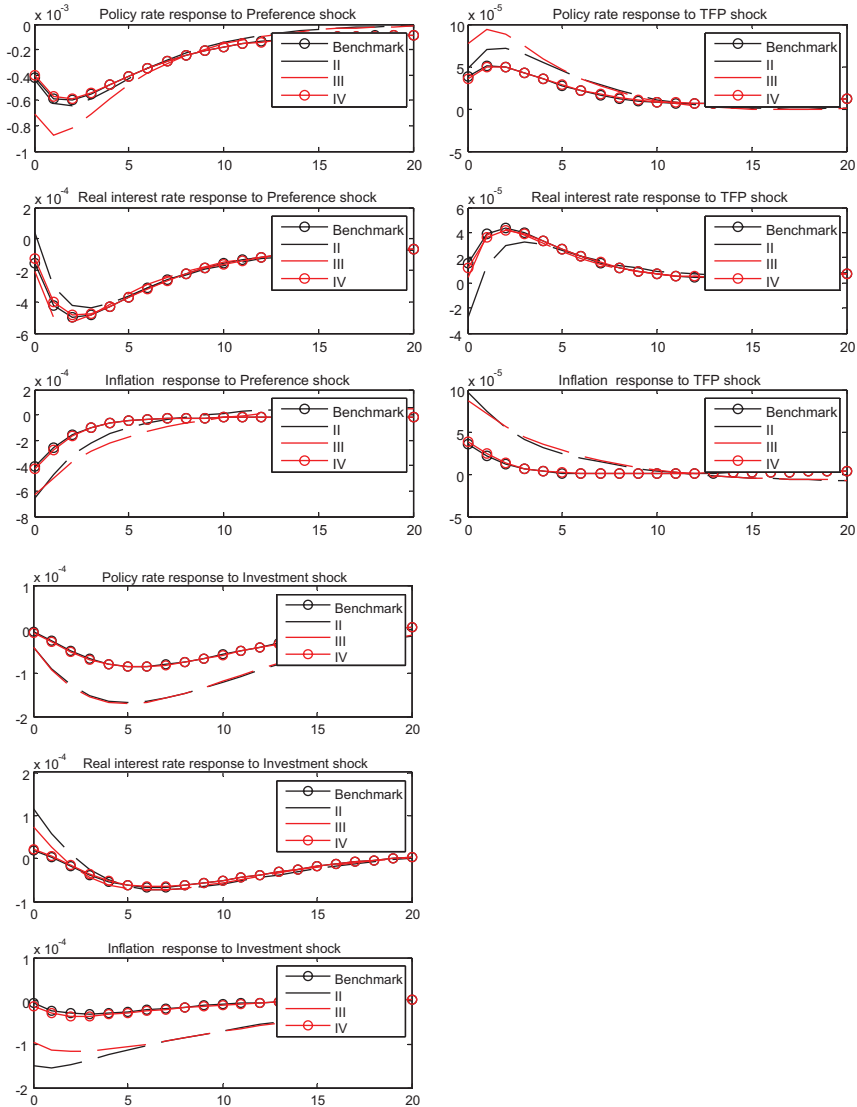 Policy rate response to Preference shock
x 10⁻³
0
-0.2
-0.4
-0.6
-0.8
-1
0 5 10 15 20
Benchmark
II
III
IV
Policy rate response to TFP shock
x 10⁻⁵
10
5
0
-5
0 5 10 15 20
Benchmark
II
III
IV
Real interest rate response to Preference shock
x 10⁻⁴
2
0
-2
-4
-6
0 5 10 15 20
Benchmark
II
III
IV
Real interest rate response to TFP shock
x 10⁻⁵
6
4
2
0
-2
-4
0 5 10 15 20
Benchmark
II
III
IV
Inflation response to Preference shock
x 10⁻⁴
2
0
-2
-4
-6
-8
0 5 10 15 20
Benchmark
II
III
IV
Inflation response to TFP shock
x 10⁻⁵
10
5
0
-5
0 5 10 15 20
Benchmark
II
III
IV
Policy rate response to Investment shock
x 10⁻⁴
1
0
-1
-2
0 5 10 15 20
Benchmark
II
III
IV
Real interest rate response to Investment shock
x 10⁻⁴
2
1
0
-1
0 5 10 15 20
Benchmark
II
III
IV
Inflation response to Investment shock
x 10⁻⁴
1
0
-1
-2
0 5 10 15 20
Benchmark
II
III
IV